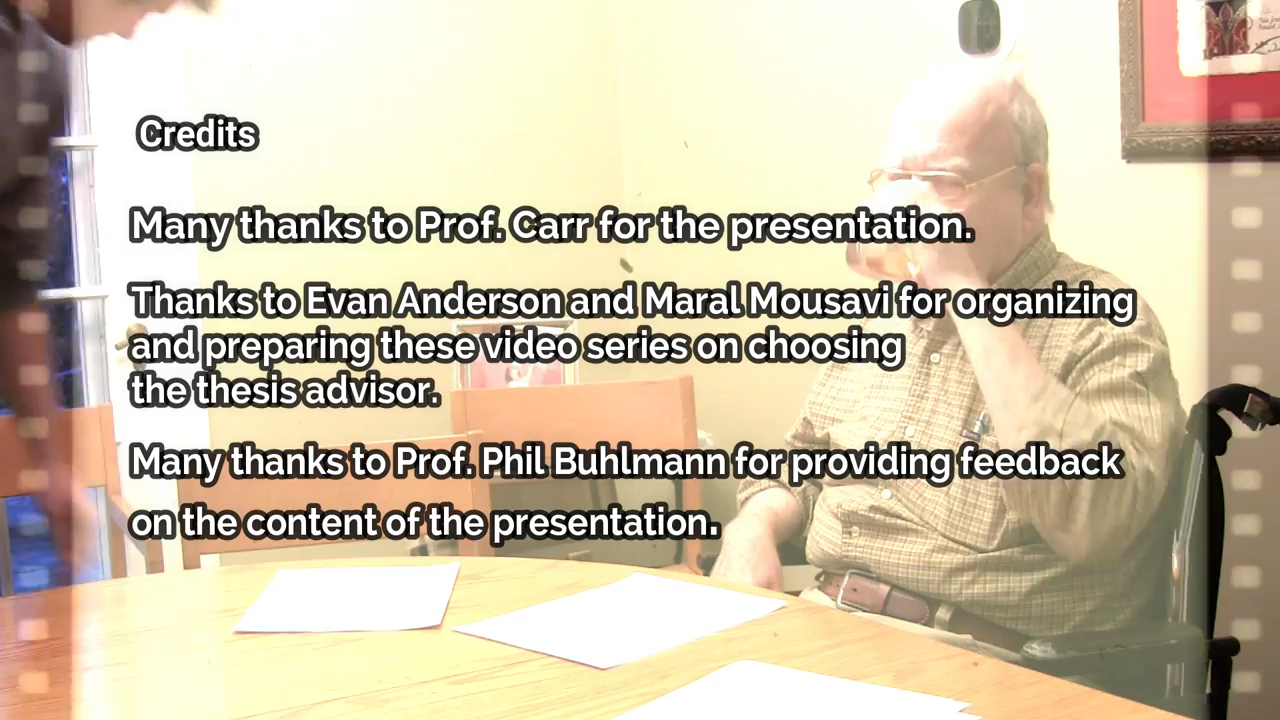 Credits
Many thanks to Prof. Carr for the presentation.
Thanks to Evan Anderson and Maral Mousavi for organizing
and preparing these video series on choosing
the thesis advisor.
Many thanks to Prof. Phil Buhlmann for providing feedback
on the content of the presentation.